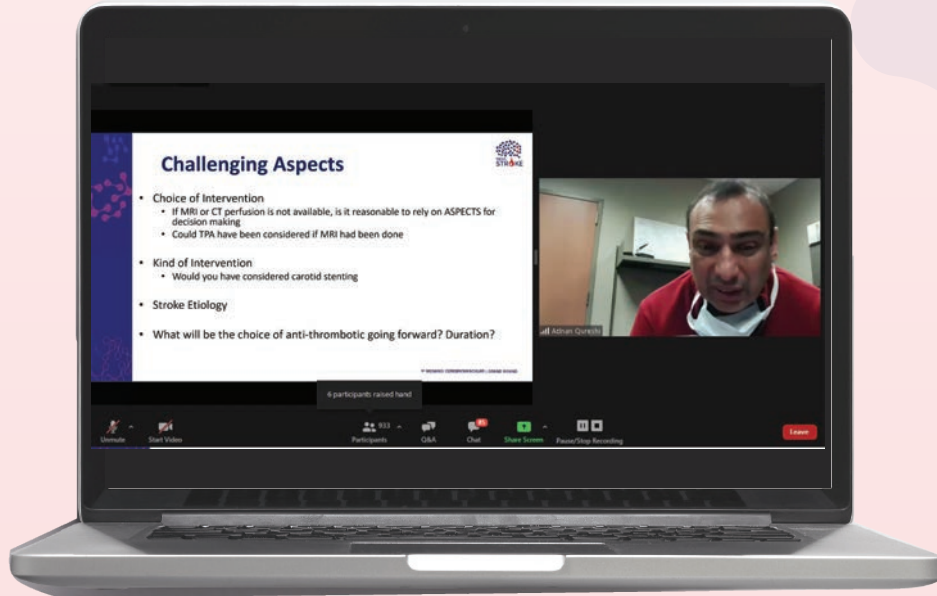 Challenging Aspects
STROKE
• Choice of Intervention
• If MRI or CT perfusion is not available, is it reasonable to rely on ASPECTS for
decision making
• Could TPA have been considered if MRI had been done
• Kind of Intervention
• Would you have considered carotid stenting
• Stroke Etiology
• What will be the choice of anti-thrombotic going forward? Duration?
Adnan Qureshi
6 participants raised hand
933
85
Unmute
Start Video
Participants
Q&A
Chat
Share Screen
Pause/Stop Recording
Leave